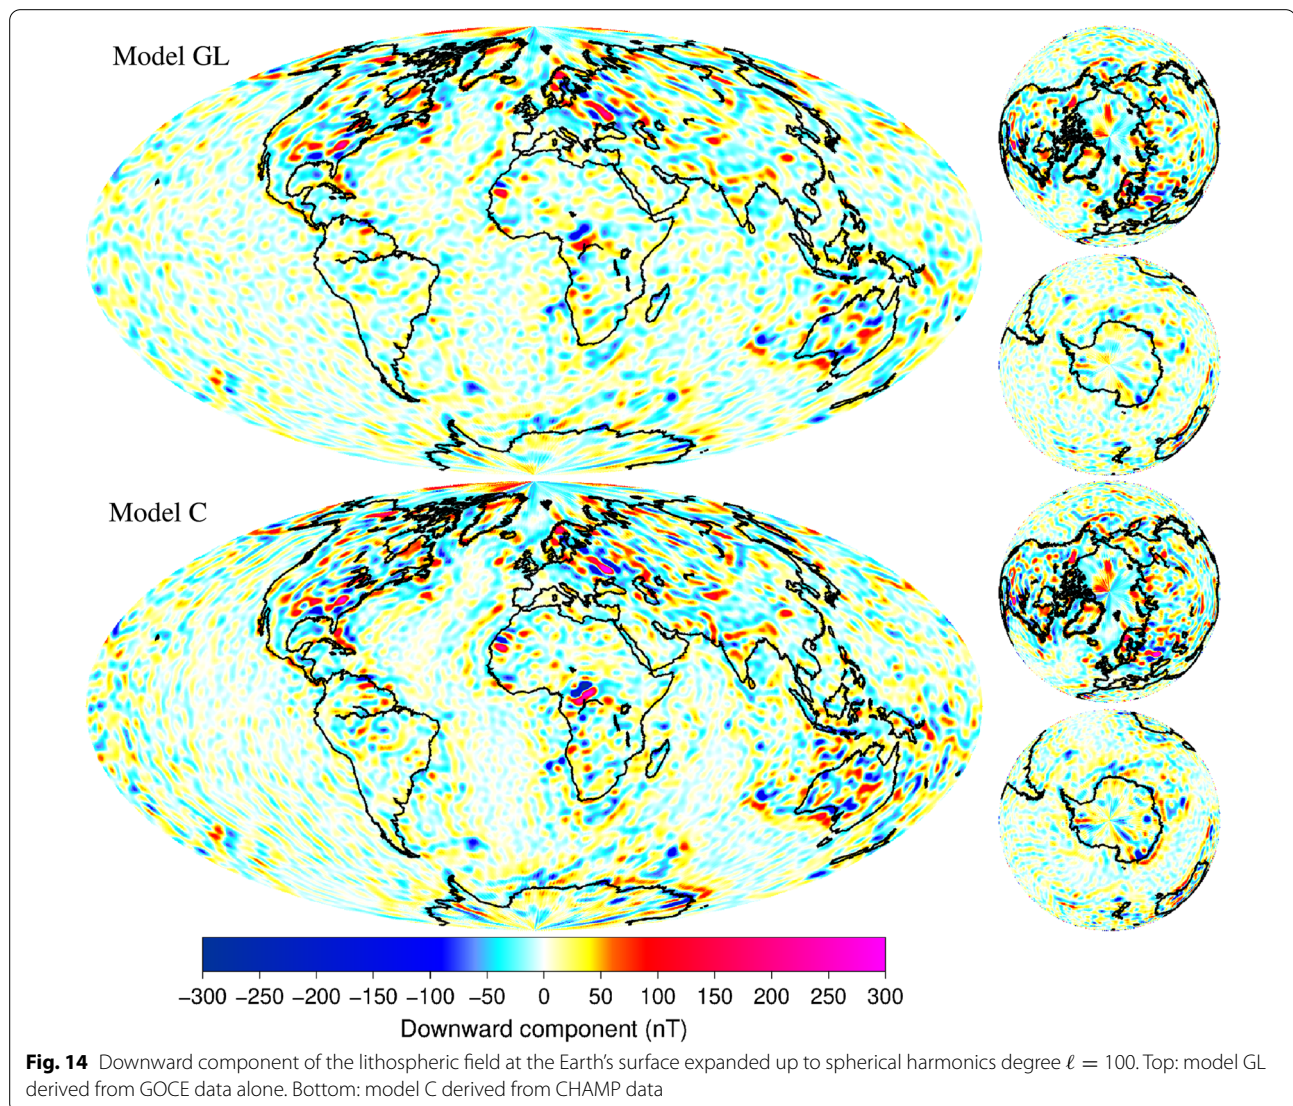 Model GL
Model C
−300 −250 −200 −150 −100 −50 0 50 100 150 200 250 300
Downward component (nT)
Fig. 14 Downward component of the lithospheric field at the Earth’s surface expanded up to spherical harmonics degree ℓ = 100. Top: model GL
derived from GOCE data alone. Bottom: model C derived from CHAMP data